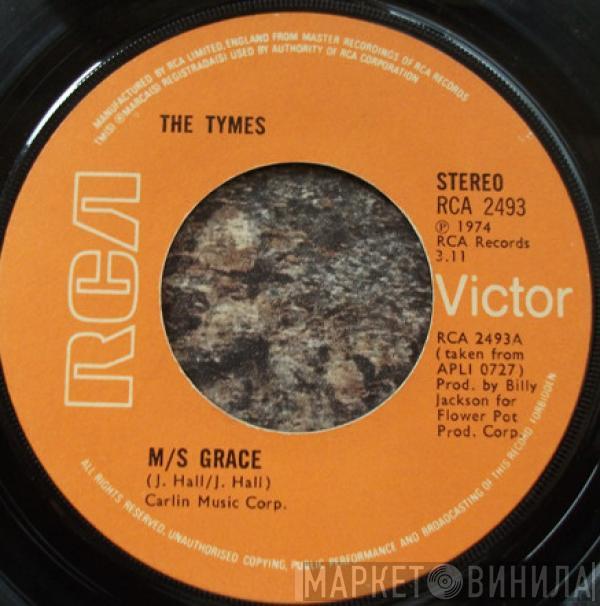 MANUFACTURED BY RCA LIMITED, ENGLAND FROM MASTER RECORDINGS OF RCA RECORDS
TM(S) ® MARCA(S) REGISTRADA(S) USED BY AUTHORITY OF RCA CORPORATION
THE TYMES
RCA
STEREO
RCA 2493
℗ 1974
RCA Records
3.11
Victor
RCA 2493A
(taken from
APLI 0727)
Prod. by Billy
Jackson for
Flower Pot
Prod. Corp.
M/S GRACE
(J. Hall/J. Hall)
Carlin Music Corp.
ALL RIGHTS RESERVED, UNAUTHORISED COPYING, PUBLIC PERFORMANCE AND BROADCASTING OF THIS RECORD FORBIDDEN
МАРКЕТ ВИНИЛА